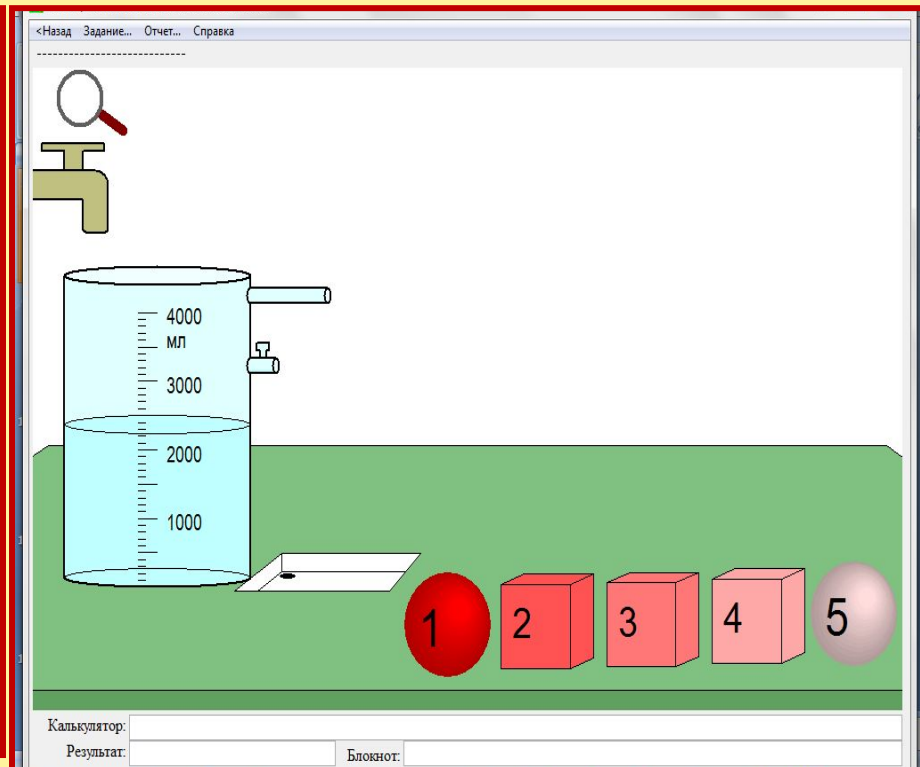 <Назад Задание... Отчет... Справка
----------------------------
4000
мл
3000
2000
1000
1 2 3 4 5
Калькулятор:
Результат: Блокнот: